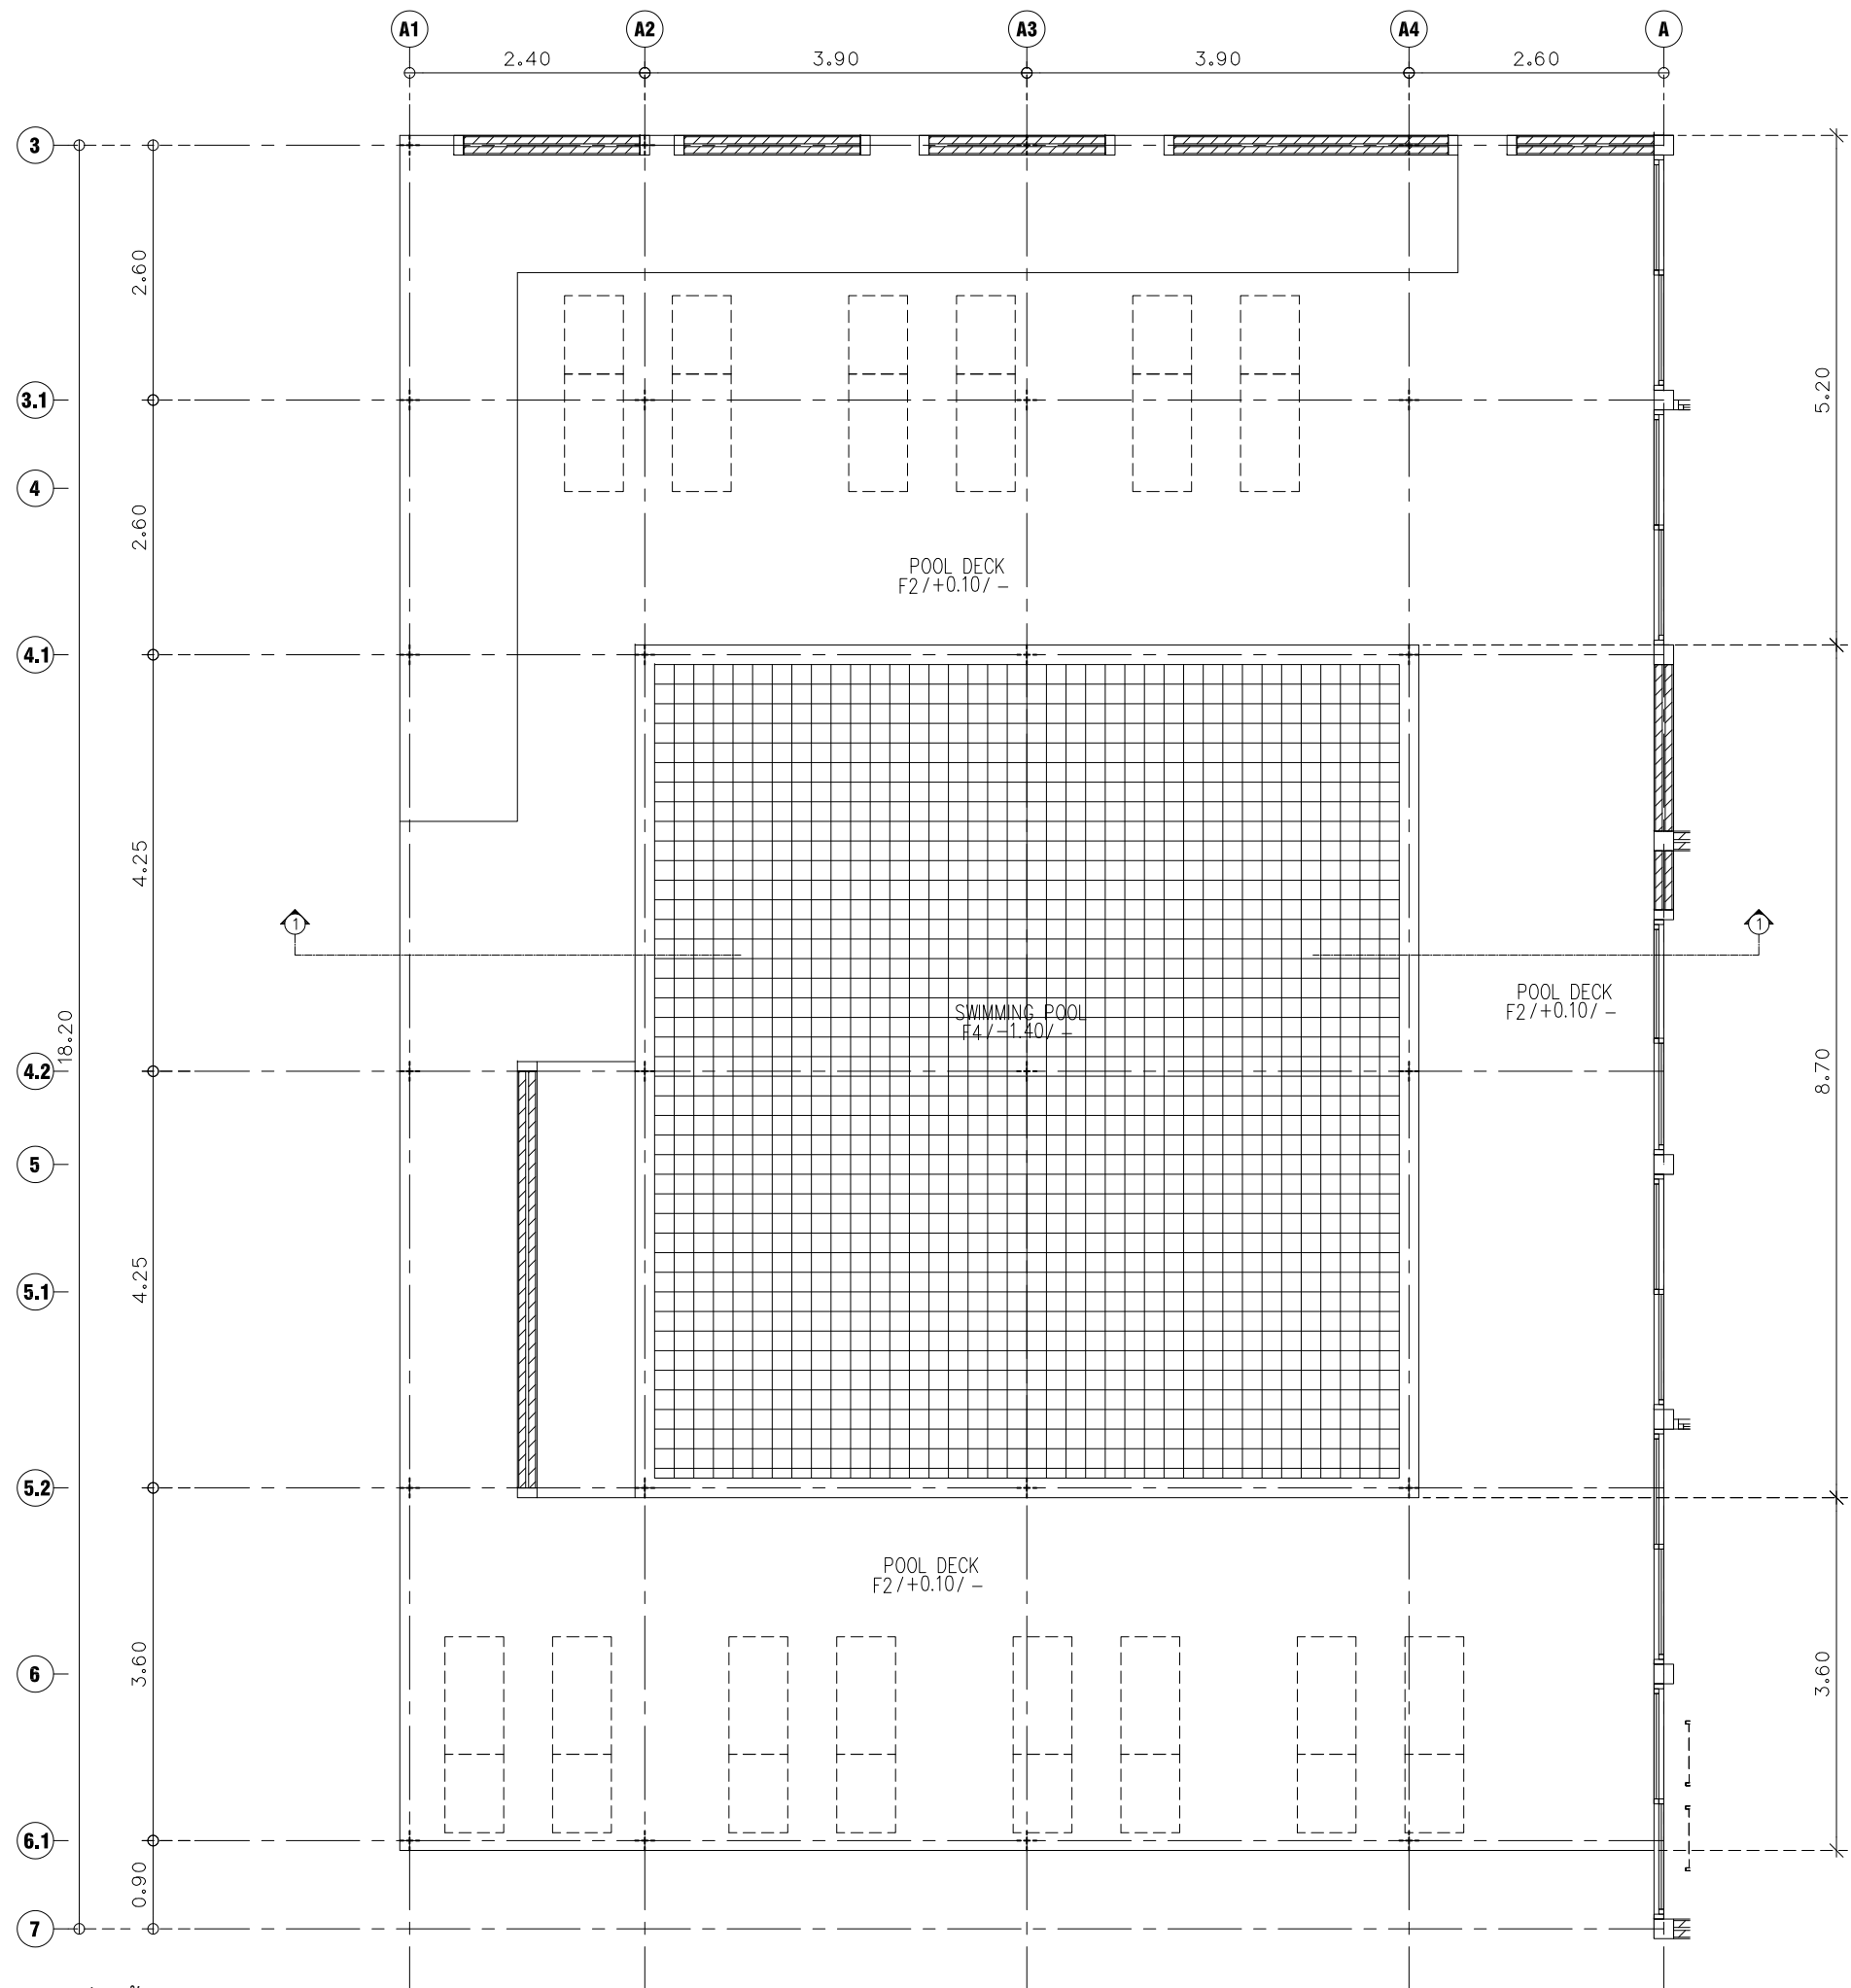 A1 A2 A3 A4 A
2.40 3.90 3.90 2.60
3
2.60
3.1
5.20
4
2.60
POOL DECK
F2/+0.10/ –
4.1
4.25
1 1
POOL DECK
F2/+0.10/ –
SWIMMING POOL
F4/-1.40/ –
18.20
4.2
8.70
5
4.25
5.1
5.2
POOL DECK
F2/+0.10/ –
3.60
6
3.60
6.1
0.90
7